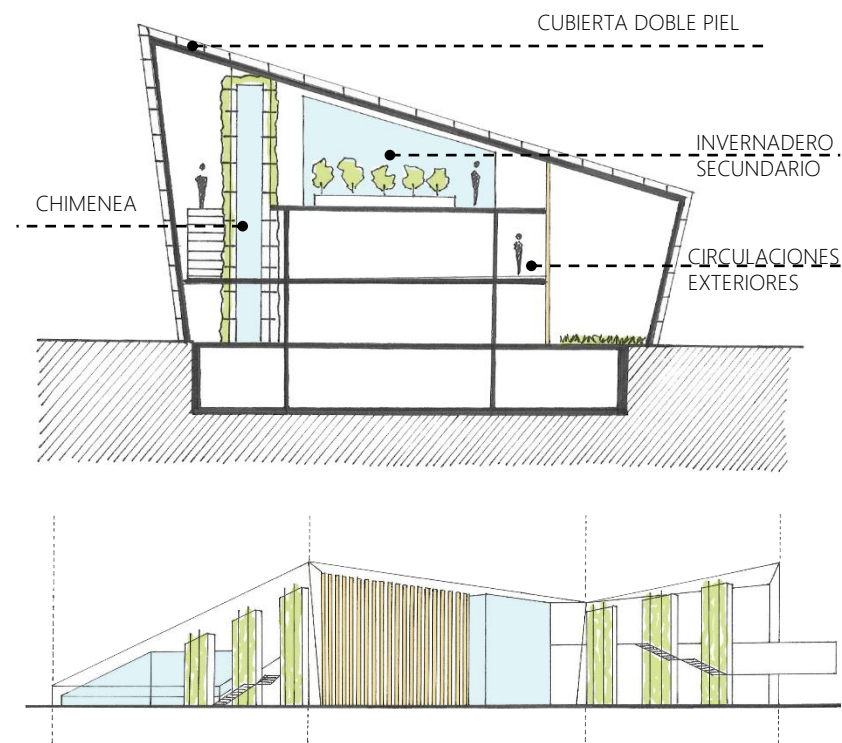 CUBIERTA DOBLE PIEL
INVERNADERO
SECUNDARIO
CHIMENEA
CIRCULACIONES
EXTERIORES